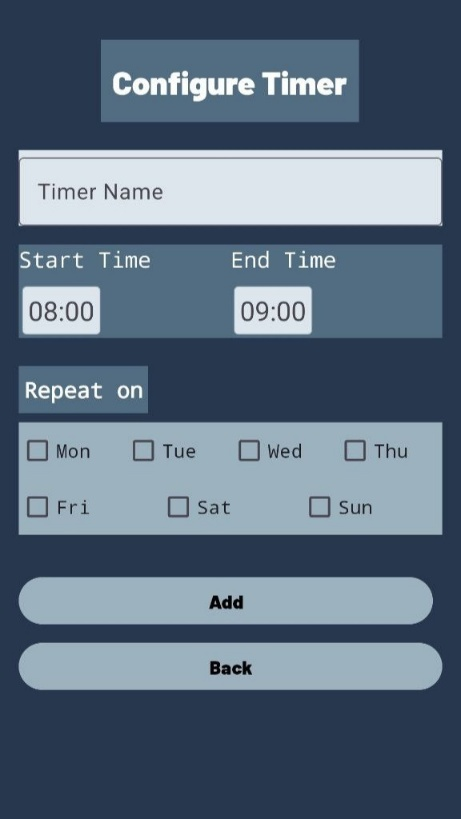 Configure Timer
Timer Name
Start Time End Time
08:00 09:00
Repeat on
Mon Tue Wed Thu
Fri Sat Sun
Add
Back